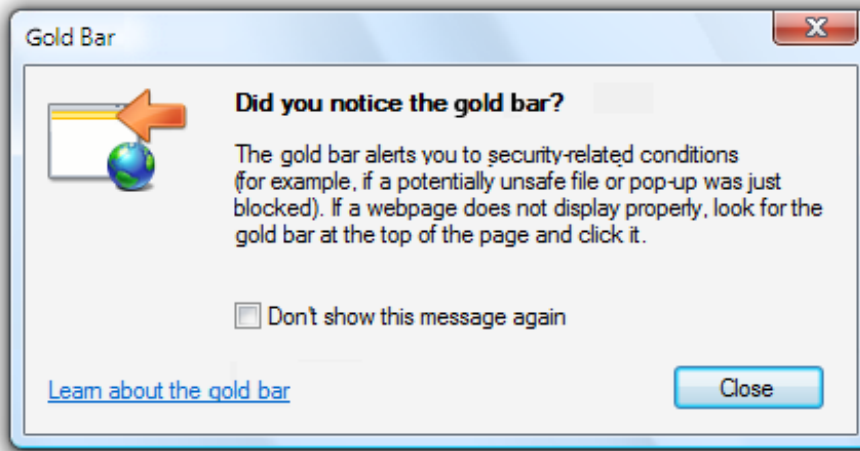 Gold Bar
Did you notice the gold bar?
The gold bar alerts you to security-related conditions
(for example, if a potentially unsafe file or pop-up was just
blocked). If a webpage does not display properly, look for the
gold bar at the top of the page and click it.
Don't show this message again
Learn about the gold bar
Close